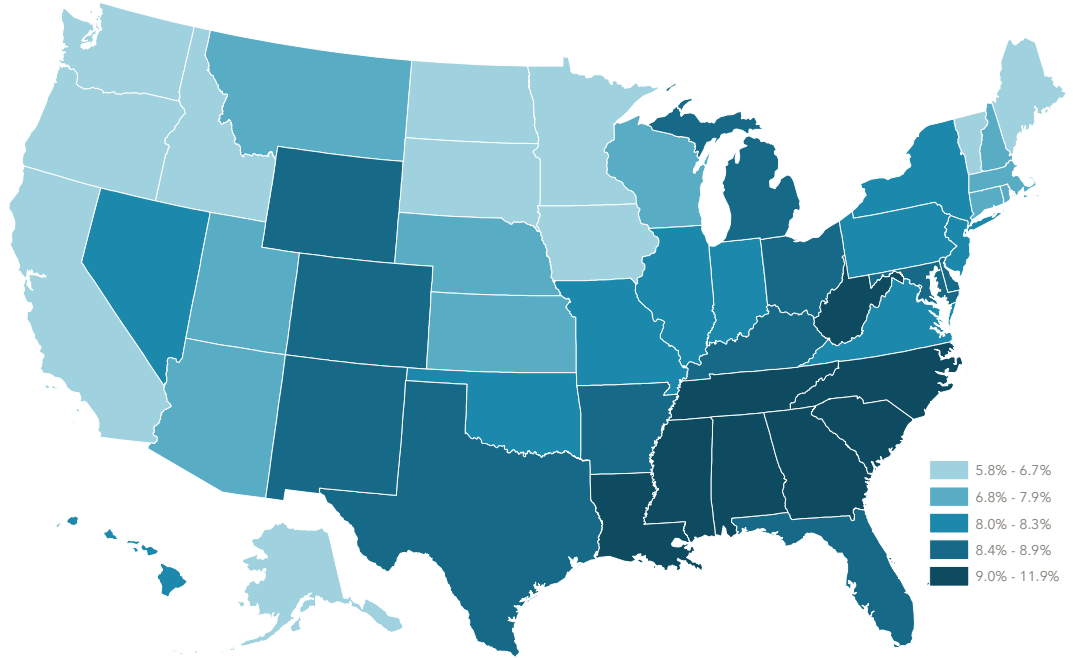 5.8% - 6.7%
6.8% - 7.9%
8.0% - 8.3%
8.4% - 8.9%
9.0% - 11.9%